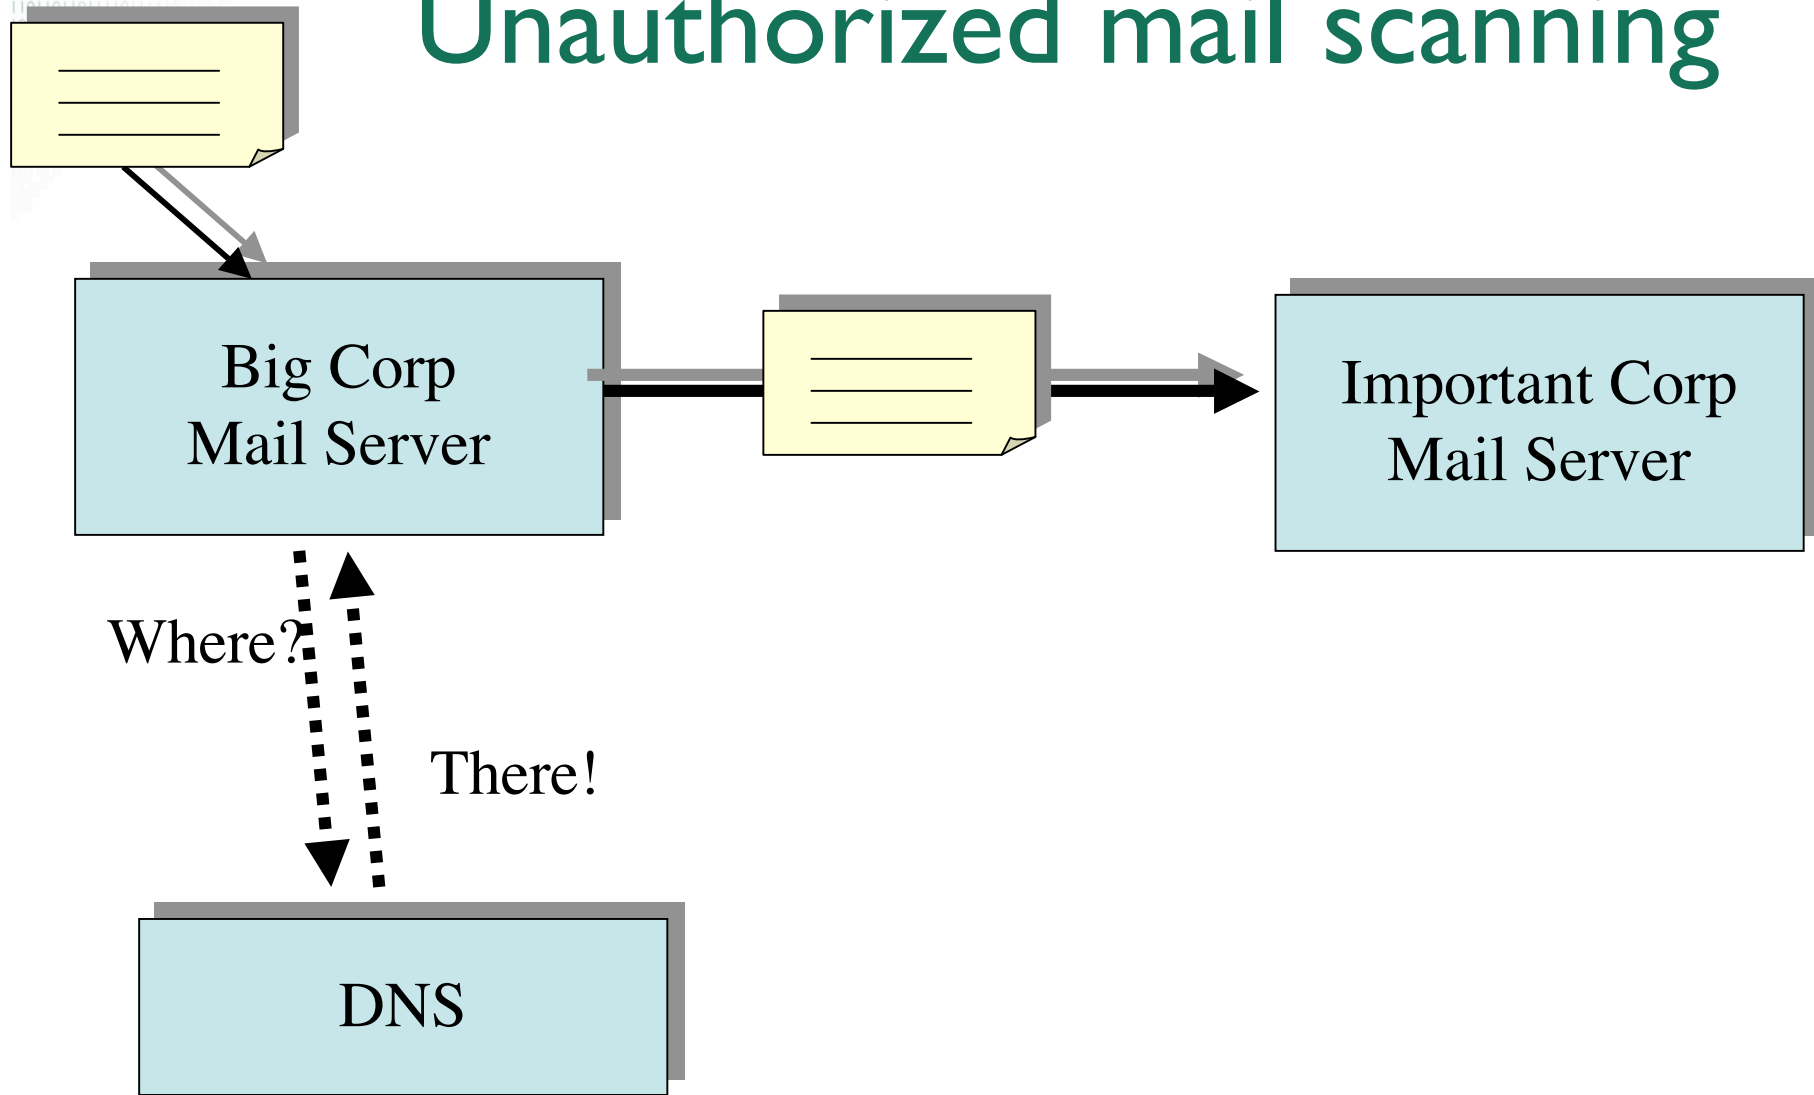 Unauthorized mail scanning
Big Corp
Mail Server
Important Corp
Mail Server
Where?
There!
DNS